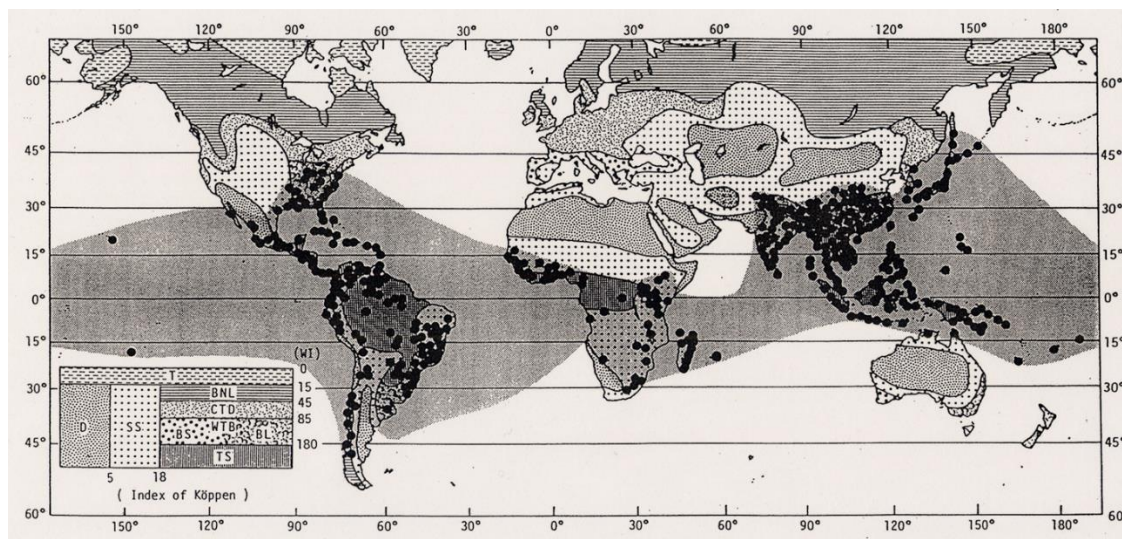 150° 120° 90° 60° 30° 0° 30° 60° 90° 120° 150° 180°
60° 60°
45° 45°
30° 30°
15° 15°
0° 0°
15° (WI) 15°
T 0
BNL 15
30° 45 30°
CTD
85
D SS WTB
BS BL
45° 180 45°
TS
5 18
( Index of Köppen )
60° 60
150° 120° 90° 60° 30° 0° 30° 60° 90° 120° 150° 180°